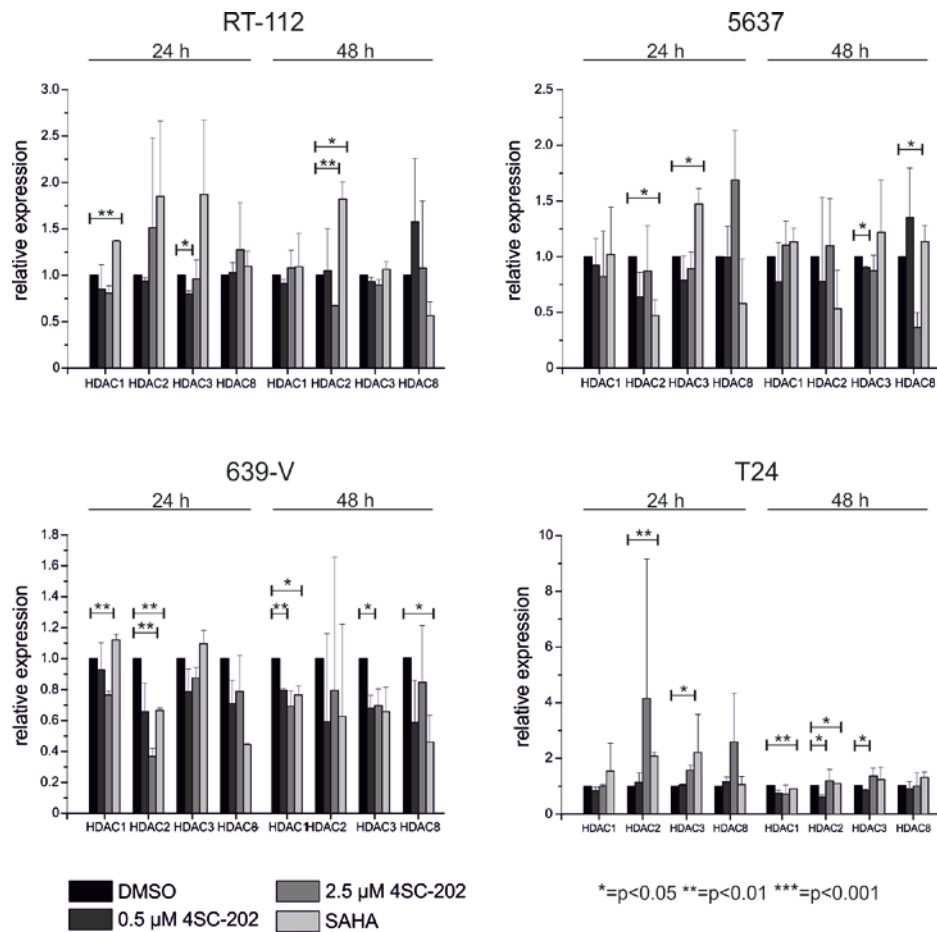 RT-112
24 h 48 h
relative expression
3.0
2.5
2.0
1.5
1.0
0.5
0
** * * **
HDAC1 HDAC2 HDAC3 HDAC8 HDAC1 HDAC2 HDAC3 HDAC8
5637
24 h 48 h
relative expression
2.5
2.0
1.5
1.0
0.5
0
* * * *
HDAC1 HDAC2 HDAC3 HDAC8 HDAC1 HDAC2 HDAC3 HDAC8
639-V
24 h 48 h
relative expression
1.8
1.6
1.4
1.2
1.0
0.8
0.6
0.4
0.2
0.0
** ** ** * ** * *
HDAC1 HDAC2 HDAC3 HDAC8 HDAC1 HDAC2 HDAC3 HDAC8
T24
24 h 48 h
relative expression
10
8
6
4
2
0
** * ** * * *
HDAC1 HDAC2 HDAC3 HDAC8 HDAC1 HDAC2 HDAC3 HDAC8
DMSO
0.5 µM 4SC-202
2.5 µM 4SC-202
SAHA
*=p<0.05 **=p<0.01 ***=p<0.001